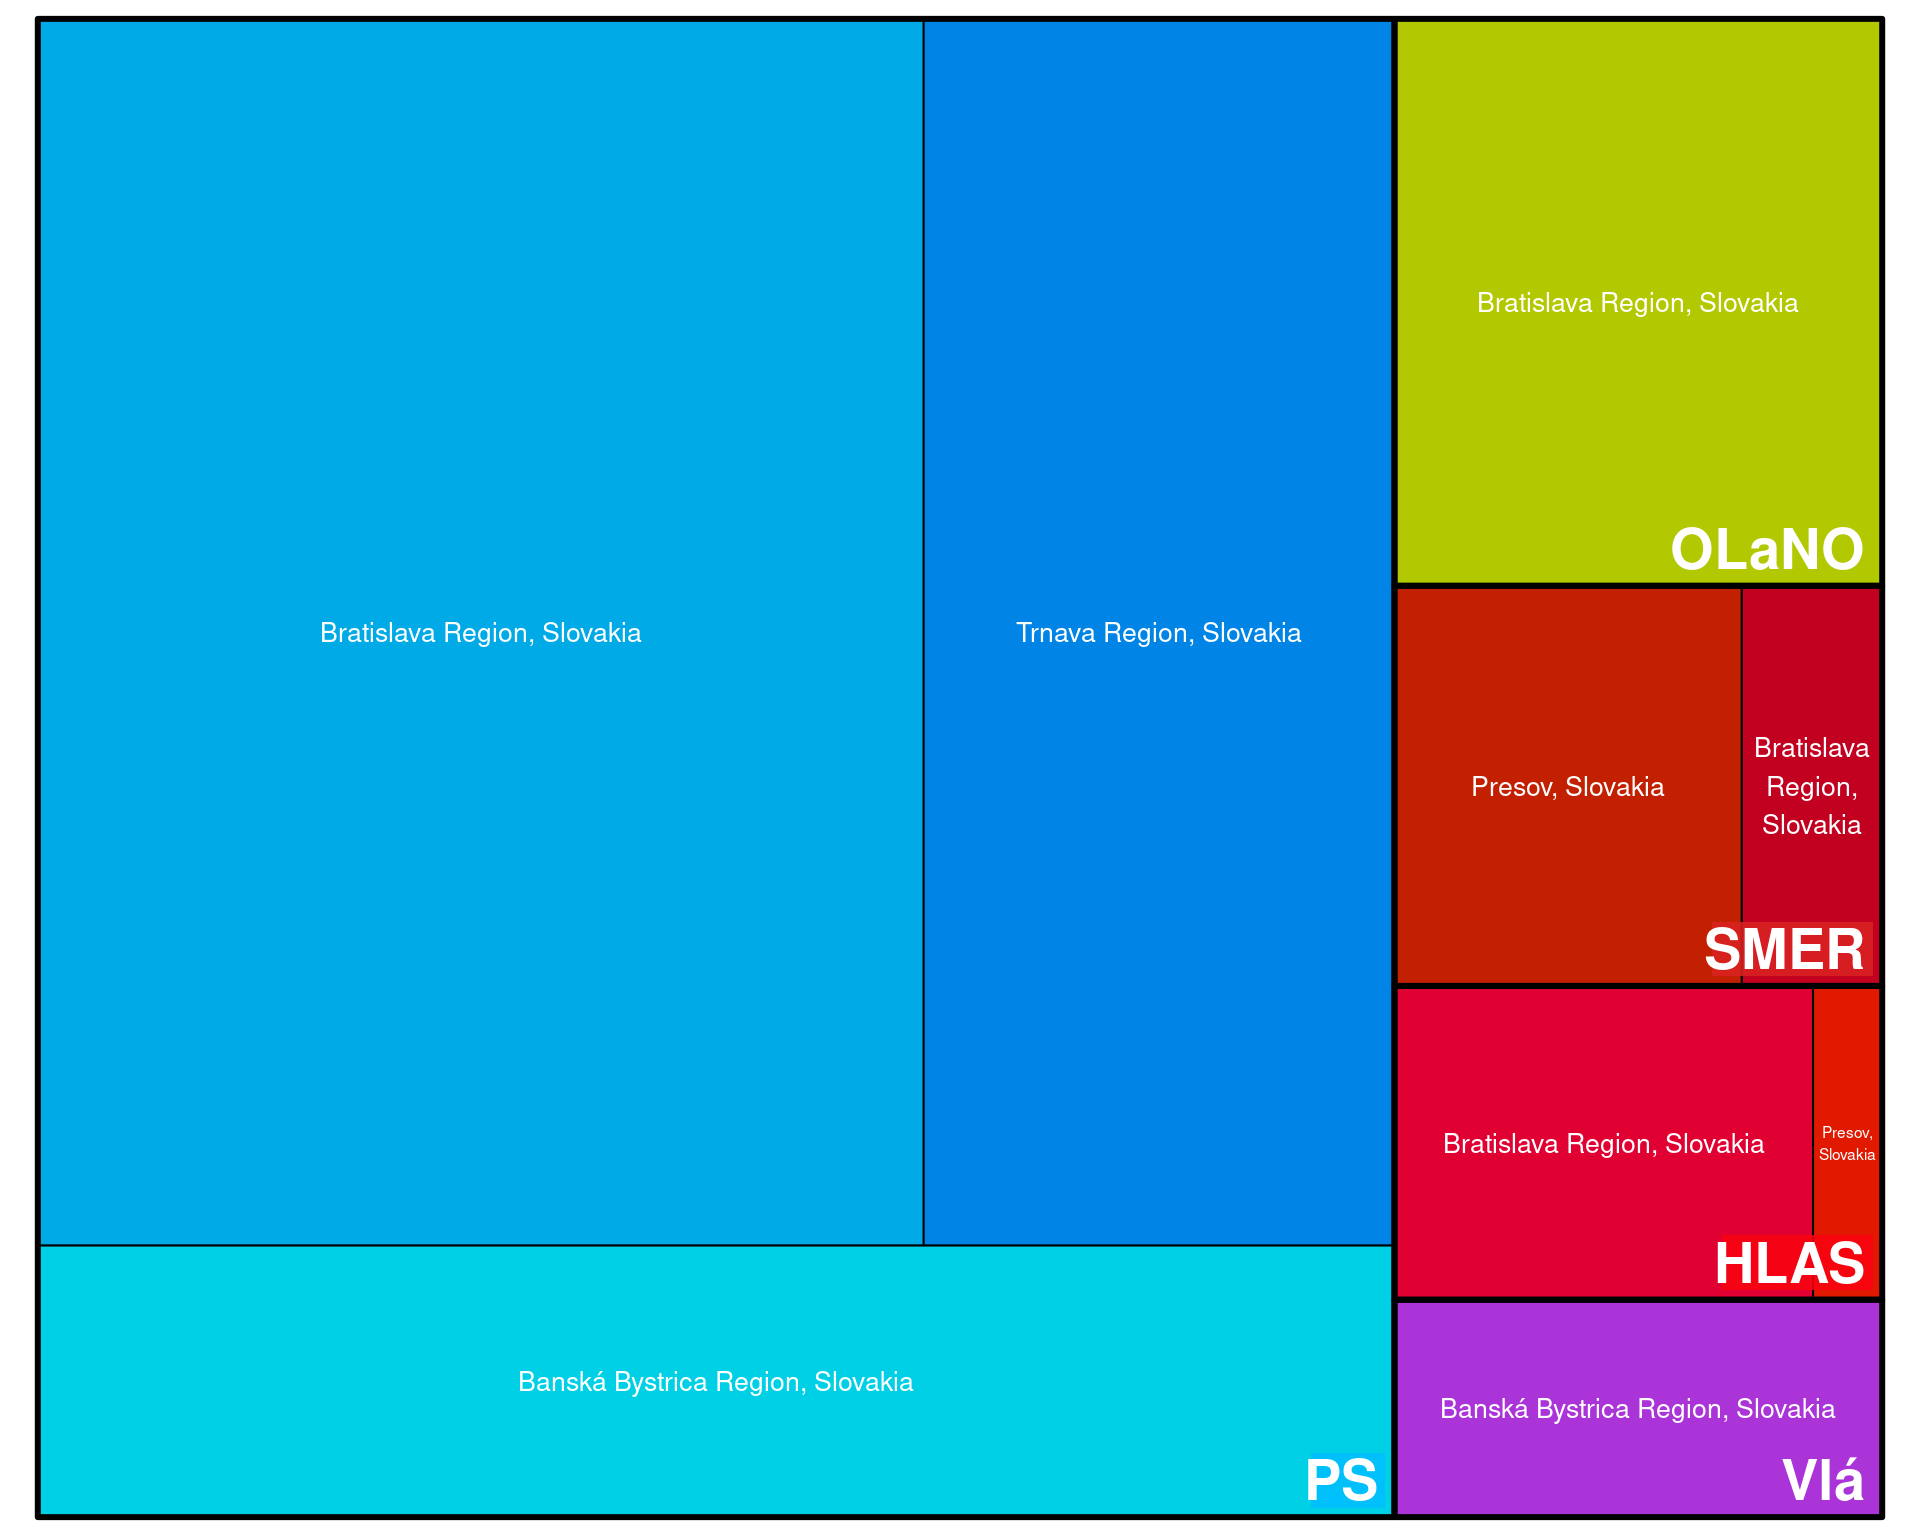 Bratislava Region, Slovakia
Trnava Region, Slovakia
Banská Bystrica Region, Slovakia
PS
Bratislava Region, Slovakia
OLaNO
Presov, Slovakia
Bratislava
Region,
Slovakia
SMER
Bratislava Region, Slovakia
Presov,
Slovakia
HLAS
Banská Bystrica Region, Slovakia
Vlá